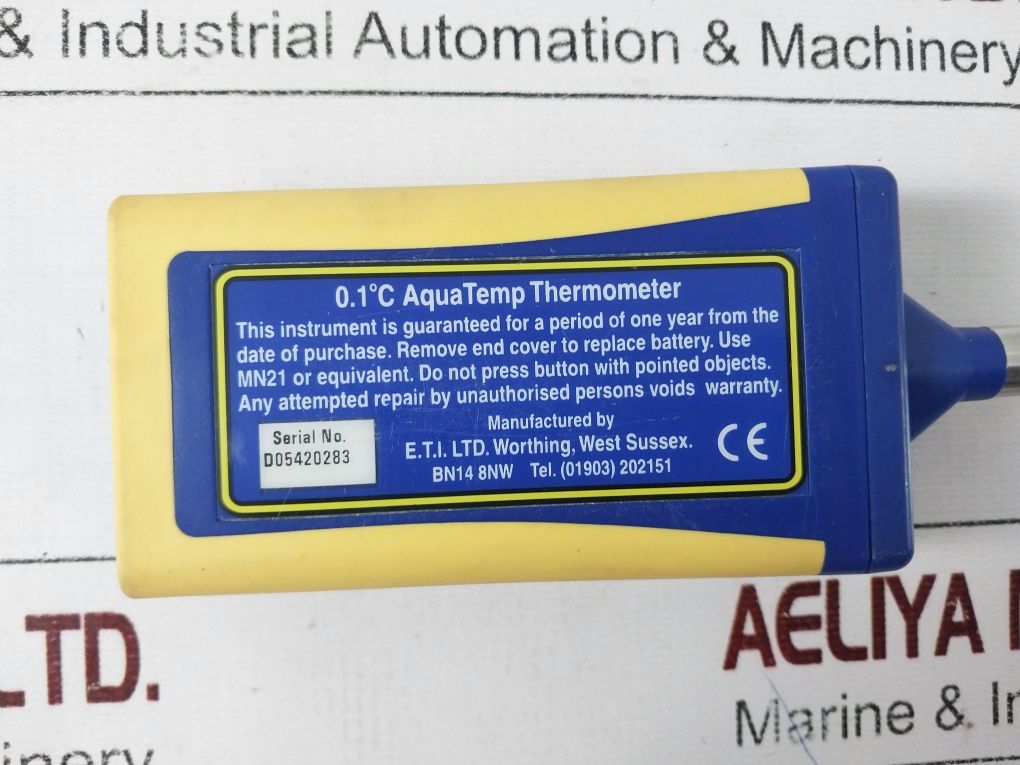 & Industrial Automation & Machinery
0.1°C AquaTemp Thermometer
This instrument is guaranteed for a period of one year from the
date of purchase. Remove end cover to replace battery. Use
MN21 or equivalent. Do not press button with pointed objects.
Any attempted repair by unauthorised persons voids warranty.
Manufactured by
E.T.I. LTD. Worthing, West Sussex.
BN14 8NW Tel. (01903) 202151
Serial No.
D05420283
CE
LTD.
AELIYA
Marine &